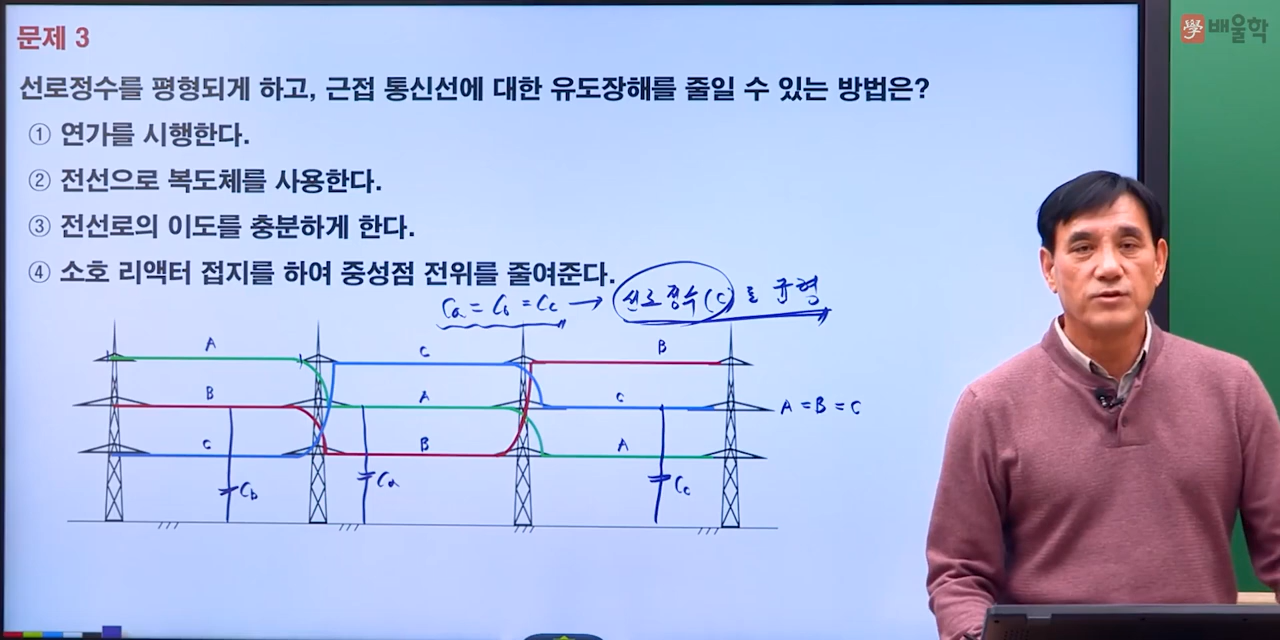 學 배울학
문제 3
선로정수를 평형되게 하고, 근접 통신선에 대한 유도장해를 줄일 수 있는 방법은?
① 연가를 시행한다.
② 전선으로 복도체를 사용한다.
③ 전선로의 이도를 충분하게 한다.
④ 소호 리액터 접지를 하여 중성점 전위를 줄여준다.
Ca = Cb = Cc → 선로정수(C)를 균형
A C B
B A C A = B = C
C B A
Cb Ca Cc